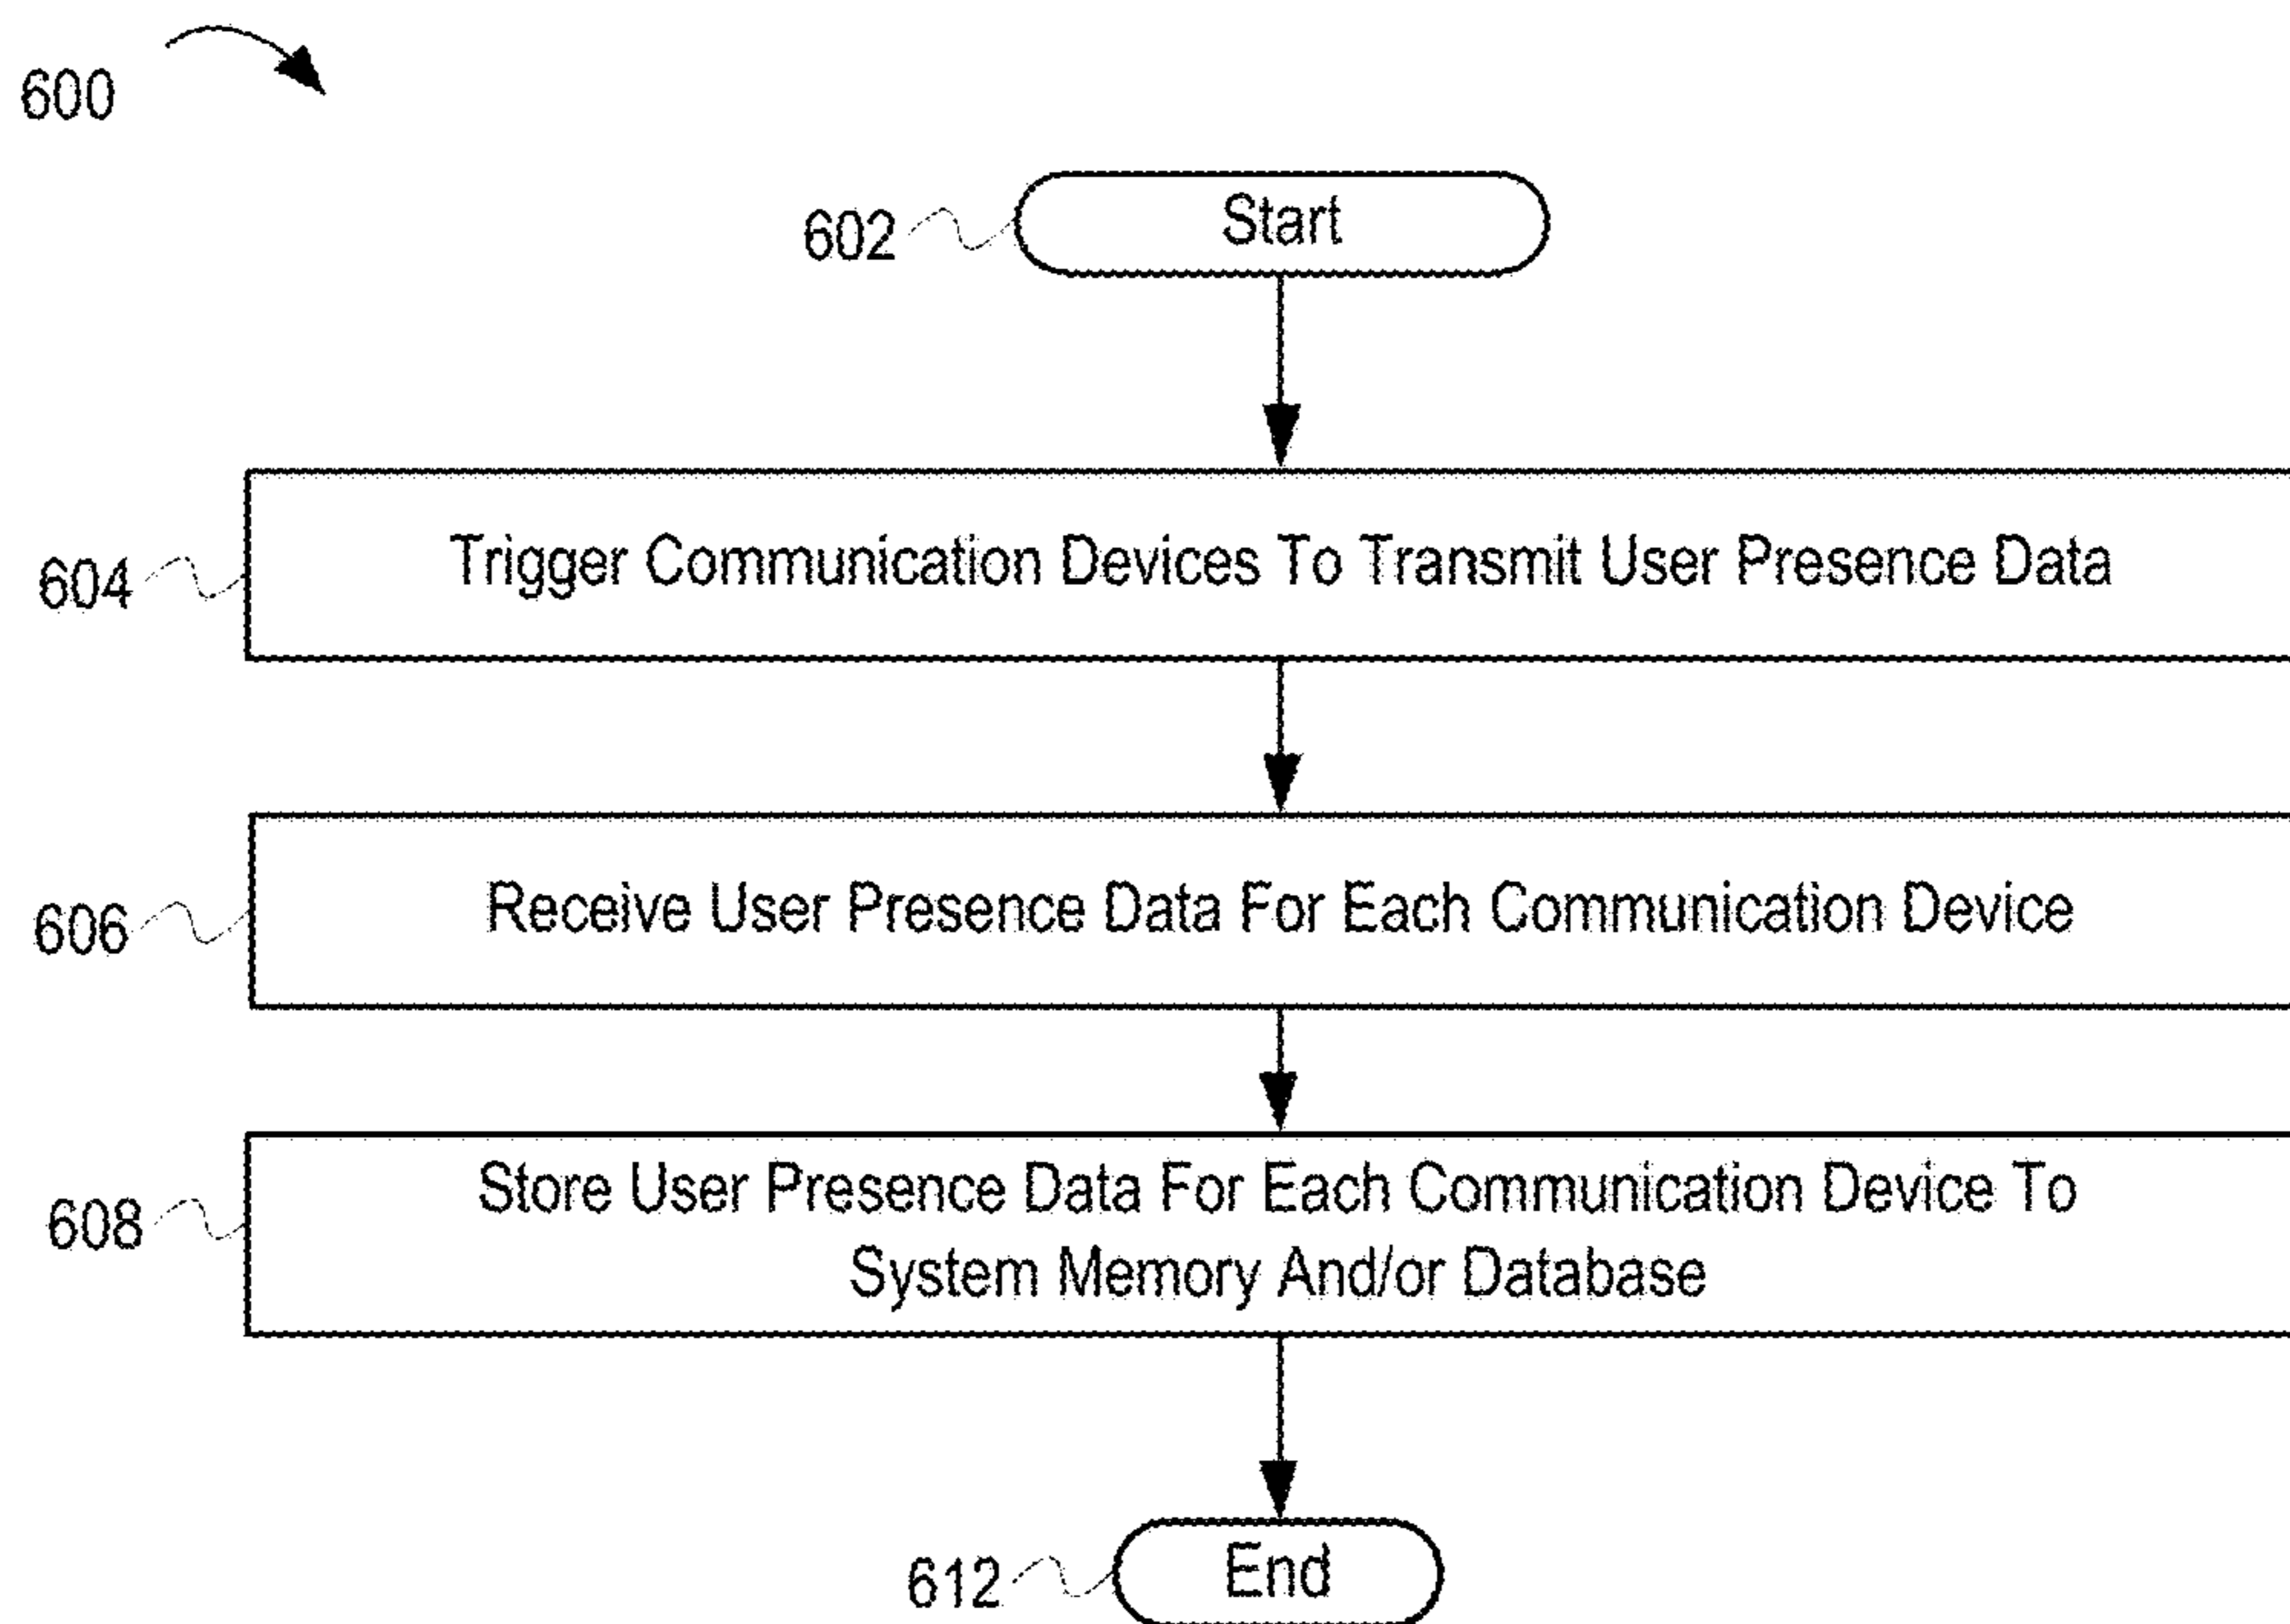 600
602
Start
604
Trigger Communication Devices To Transmit User Presence Data
606
Receive User Presence Data For Each Communication Device
608
Store User Presence Data For Each Communication Device To
System Memory And/or Database
612
End